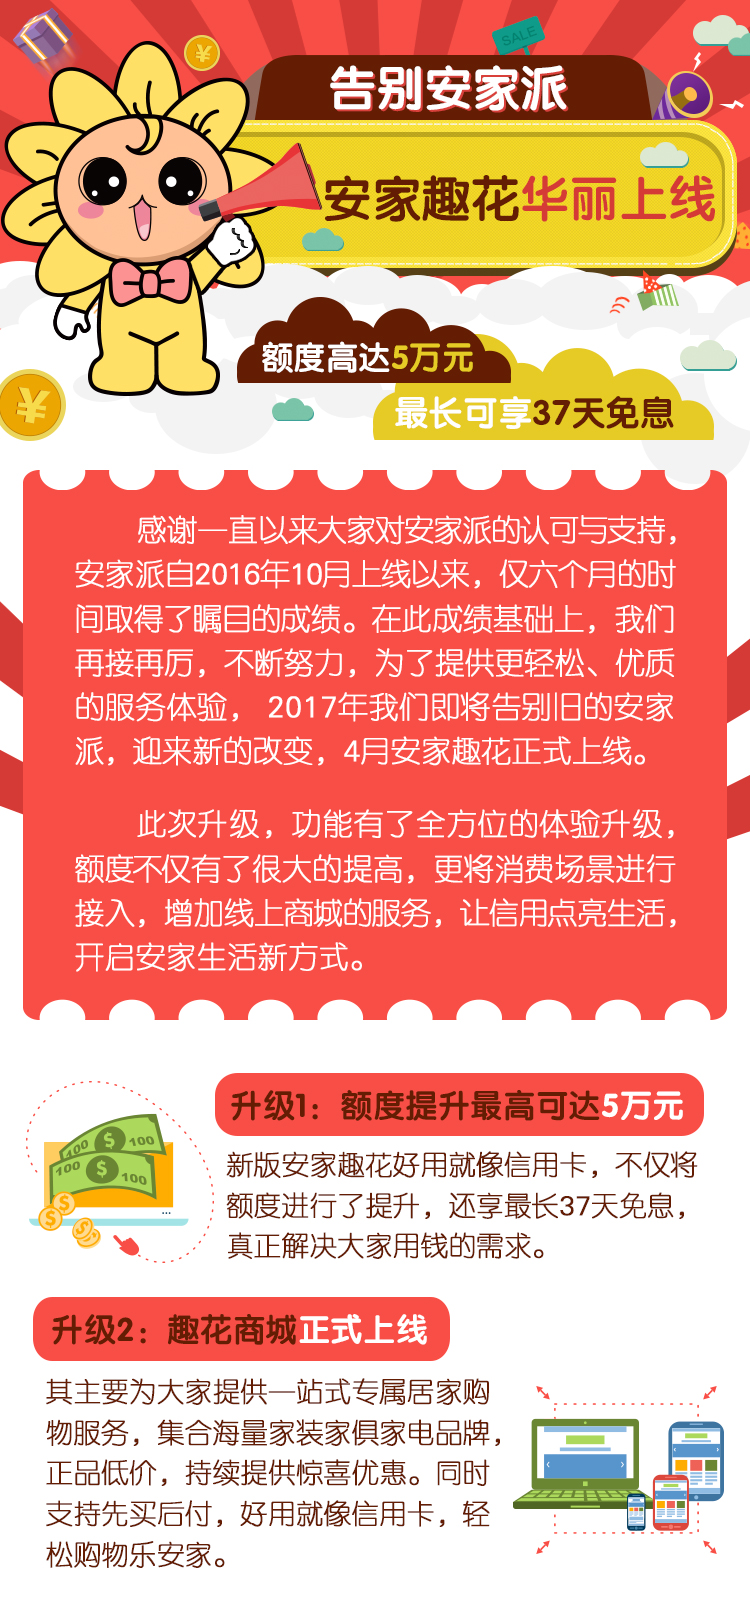 SALE
告别安家派
安家趣花华丽上线
额度高达5万元
最长可享37天免息
感谢一直以来大家对安家派的认可与支持，
安家派自2016年10月上线以来，仅六个月的时
间取得了瞩目的成绩。在此成绩基础上，我们
再接再厉，不断努力，为了提供更轻松、优质
的服务体验， 2017年我们即将告别旧的安家
派，迎来新的改变，4月安家趣花正式上线。
此次升级，功能有了全方位的体验升级，
额度不仅有了很大的提高，更将消费场景进行
接入，增加线上商城的服务，让信用点亮生活，
开启安家生活新方式。
升级1：额度提升最高可达5万元
100 $ 100
100 $ 100
新版安家趣花好用就像信用卡，不仅将
额度进行了提升，还享最长37天免息，
真正解决大家用钱的需求。
升级2：趣花商城正式上线
其主要为大家提供一站式专属居家购
物服务，集合海量家装家俱家电品牌，
正品低价，持续提供惊喜优惠。同时
支持先买后付，好用就像信用卡，轻
松购物乐安家。